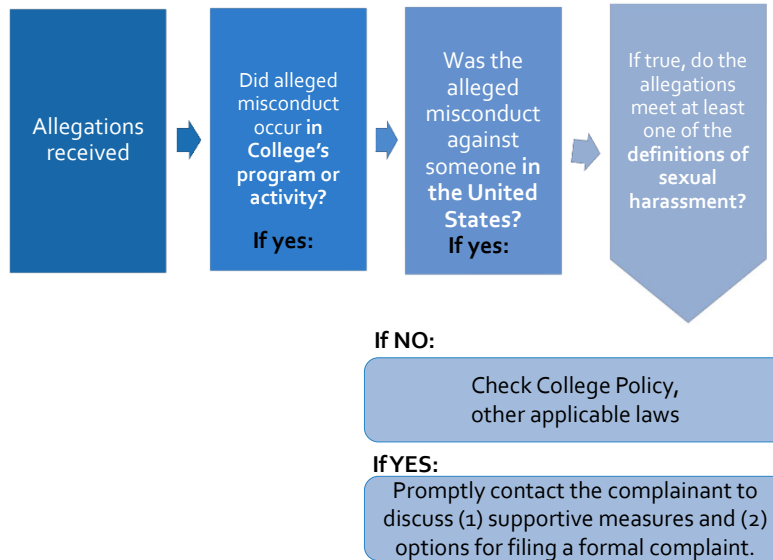 Allegations
received
Did alleged
misconduct
occur in
College's
program or
activity?
If yes:
Was the
alleged
misconduct
against
someone in
the United
States?
If yes:
If true, do the
allegations
meet at least
one of the
definitions of
sexual
harassment?
If NO:
Check College Policy,
other applicable laws
If YES:
Promptly contact the complainant to
discuss (1) supportive measures and (2)
options for filing a formal complaint.